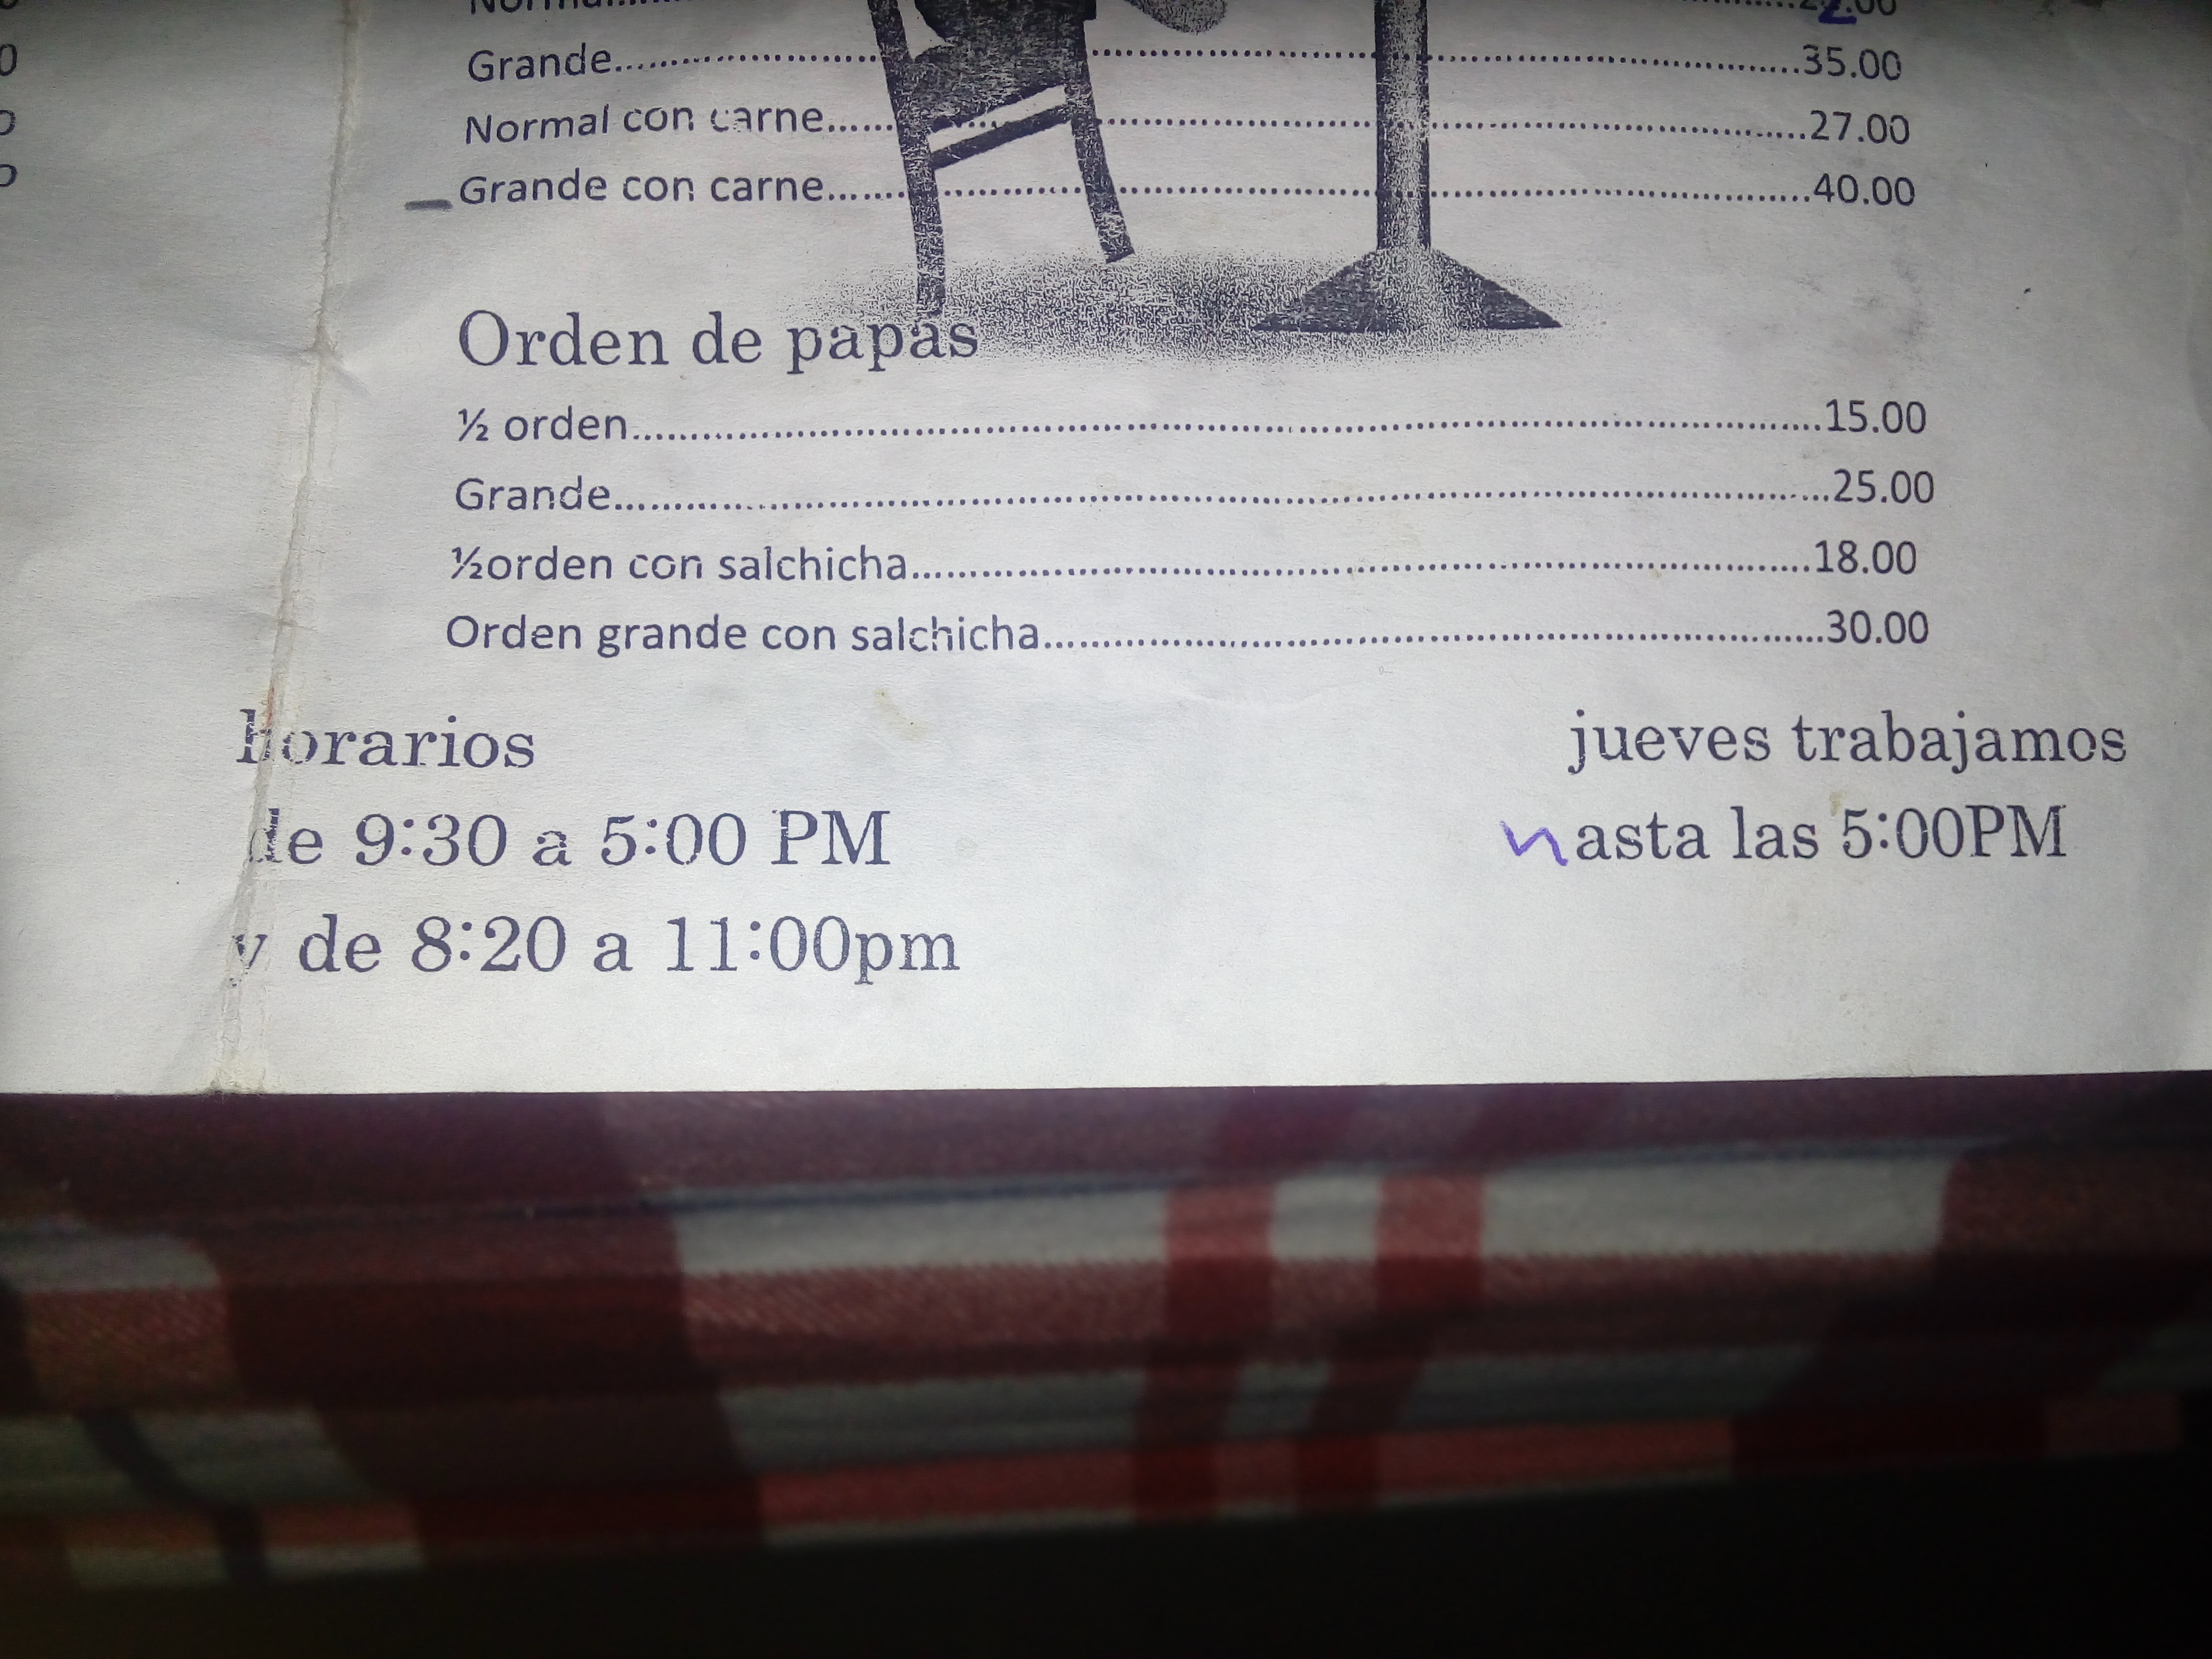 Normal
Grande....................35.00
Normal con carne....................27.00
Grande con carne....................40.00
Orden de papas
½ orden....................15.00
Grande....................25.00
½orden con salchicha....................18.00
Orden grande con salchicha....................30.00
horarios
de 9:30 a 5:00 PM
y de 8:20 a 11:00pm
jueves trabajamos
hasta las 5:00PM